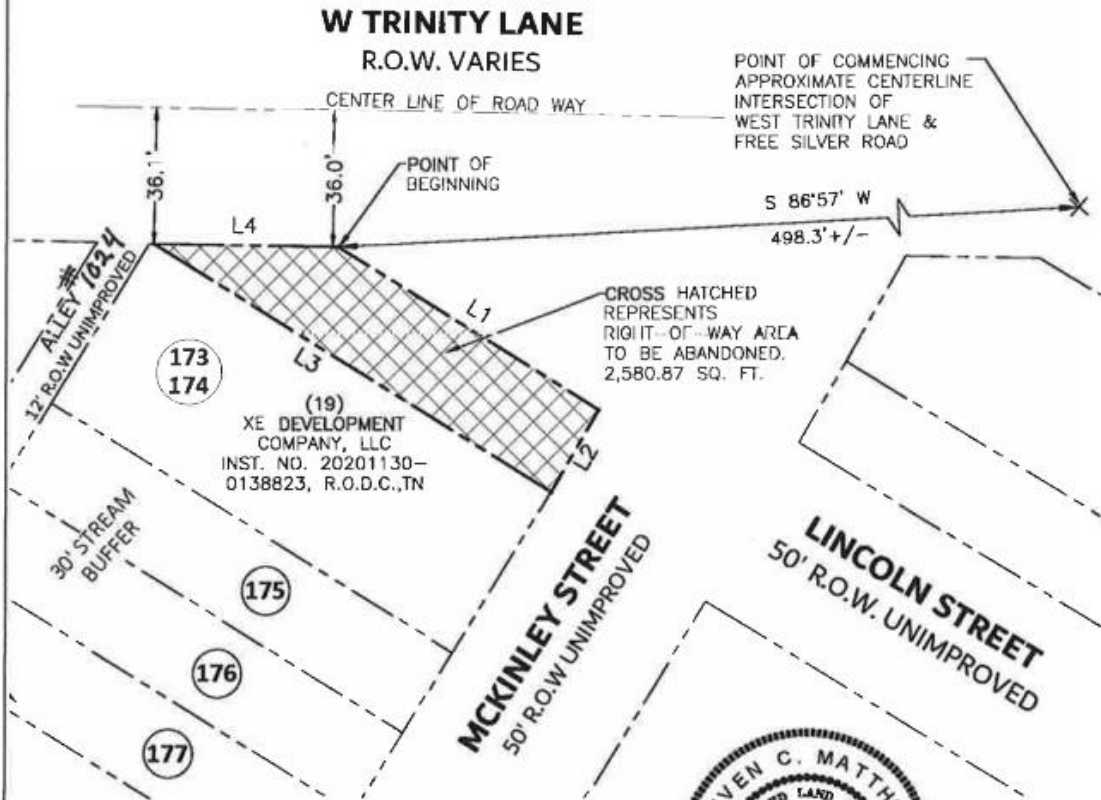 W TRINITY LANE
R.O.W. VARIES
CENTER LINE OF ROAD WAY
POINT OF COMMENCING
APPROXIMATE CENTERLINE
INTERSECTION OF
WEST TRINITY LANE &
FREE SILVER ROAD
36.1'
36.0'
POINT OF
BEGINNING
S 86°57' W
498.3'+/-
L4
L1
L3
L2
ALLEY # 1024
12' R.O.W UNIMPROVED
CROSS HATCHED
REPRESENTS
RIGHT-OF-WAY AREA
TO BE ABANDONED.
2,580.87 SQ. FT.
173
174
(19)
XE DEVELOPMENT
COMPANY, LLC
INST. NO. 20201130-
0138823, R.O.D.C.,TN
30' STREAM
BUFFER
175
176
177
MCKINLEY STREET
50' R.O.W UNIMPROVED
LINCOLN STREET
50' R.O.W. UNIMPROVED
VEN C. MATTH
ED LAND